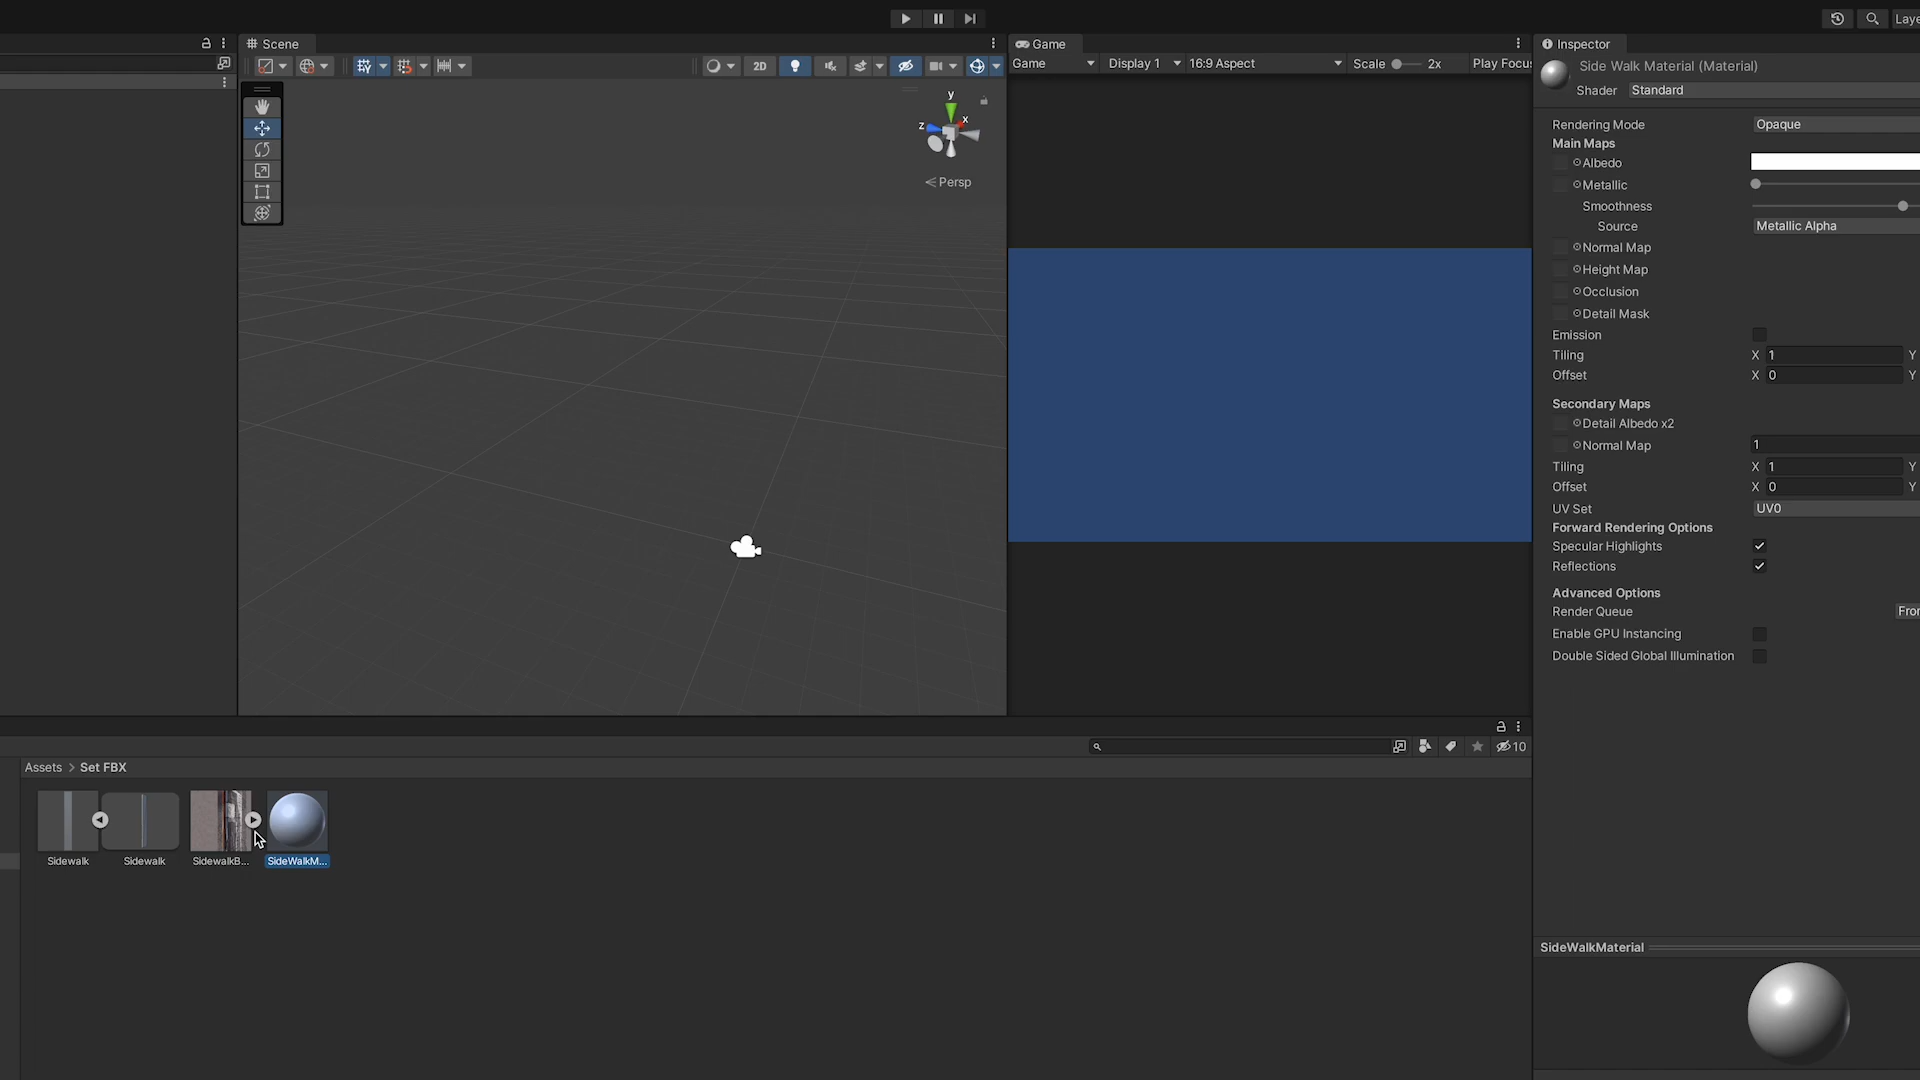 Laye
Scene
Game
Inspector
2D
Game
Display 1
16:9 Aspect
Scale
2x
Play Focus
Side Walk Material (Material)
Shader
Standard
y
x
z
Persp
Rendering Mode
Opaque
Main Maps
Albedo
Metallic
Smoothness
Source
Metallic Alpha
Normal Map
Height Map
Occlusion
Detail Mask
Emission
Tiling
X 1
Y
Offset
X 0
Y
Secondary Maps
Detail Albedo x2
Normal Map
1
Tiling
X 1
Y
Offset
X 0
Y
UV Set
UV0
Forward Rendering Options
Specular Highlights
Reflections
Advanced Options
Render Queue
Fror
Enable GPU Instancing
Double Sided Global Illumination
10
Assets > Set FBX
Sidewalk
Sidewalk
SidewalkB...
SideWalkM...
SideWalkMaterial